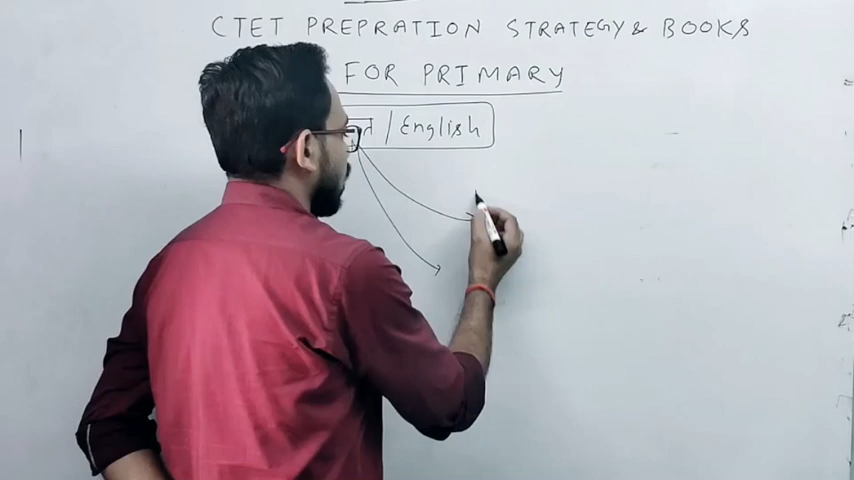 CTET PREPRATION STRATEGY & BOOKS
FOR PRIMARY
/ English